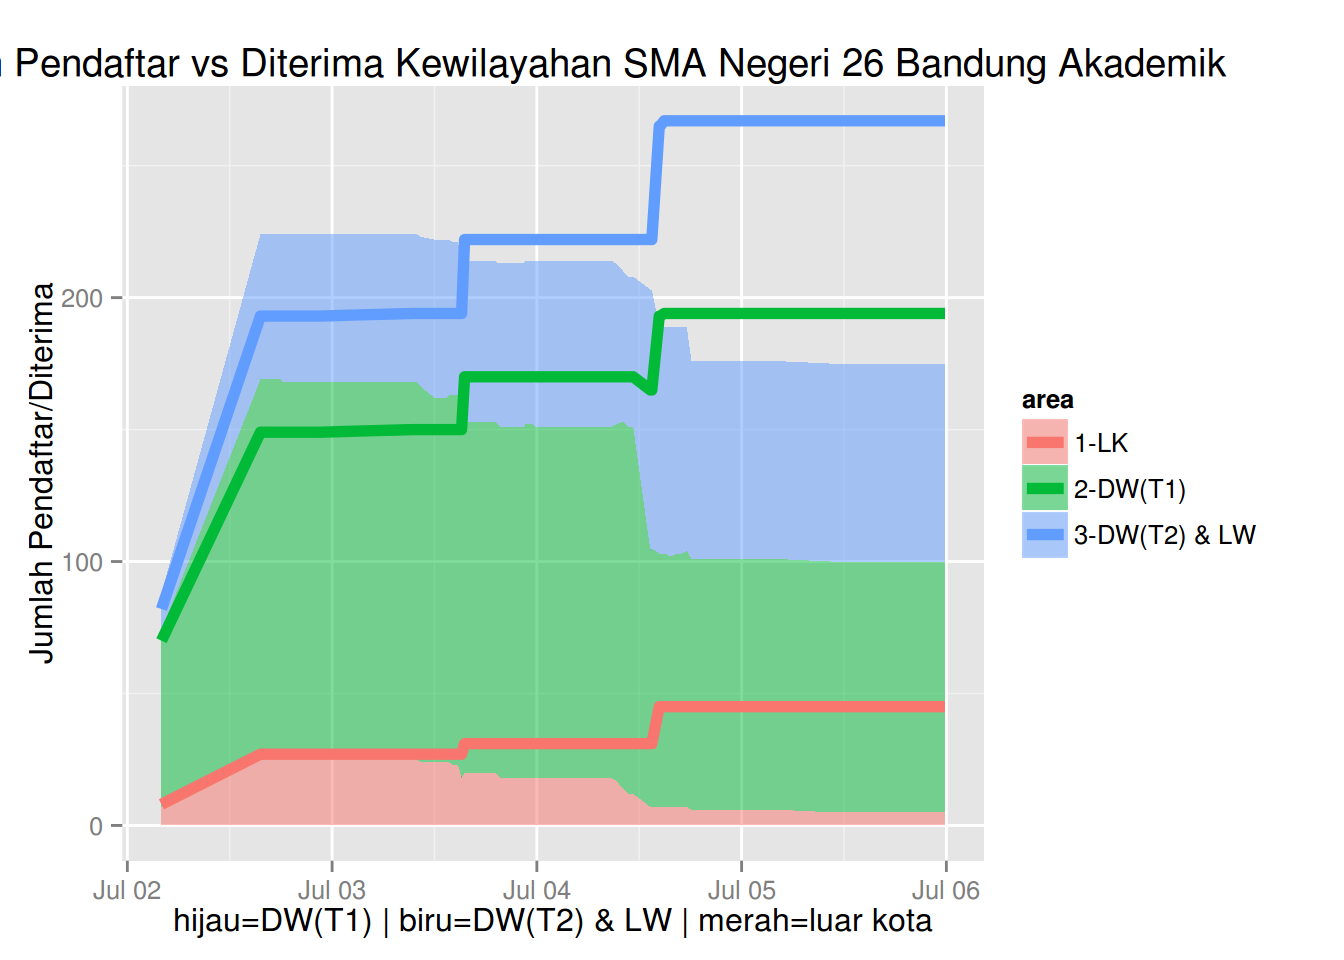 Pendaftar vs Diterima Kewilayahan SMA Negeri 26 Bandung Akademik
Jumlah Pendaftar/Diterima
200
100
0
Jul 02
Jul 03
Jul 04
Jul 05
Jul 06
hijau=DW(T1) | biru=DW(T2) & LW | merah=luar kota
area
1-LK
2-DW(T1)
3-DW(T2) & LW